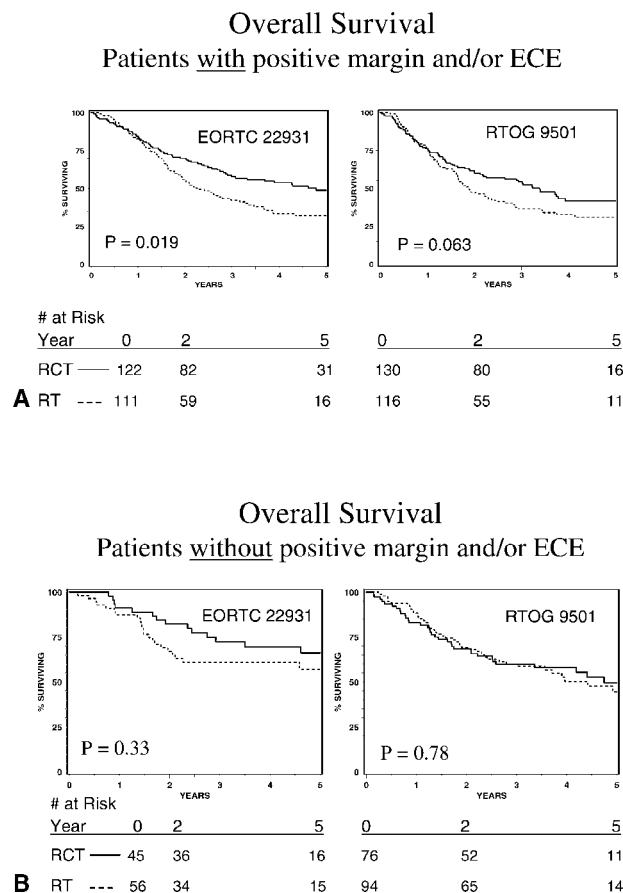 Overall Survival
Patients with positive margin and/or ECE
EORTC 22931
P = 0.019
% SURVIVING
100
75
50
25
0
0 1 2 3 4 5
YEARS
RTOG 9501
P = 0.063
% SURVIVING
100
75
50
25
0
0 1 2 3 4 5
YEARS
# at Risk
Year 0 2 5 0 2 5
RCT 122 82 31 130 80 16
A RT 111 59 16 116 55 11
Overall Survival
Patients without positive margin and/or ECE
EORTC 22931
P = 0.33
% SURVIVING
100
75
50
25
0
0 1 2 3 4 5
YEARS
RTOG 9501
P = 0.78
% SURVIVING
100
75
50
25
0
0 1 2 3 4 5
YEARS
# at Risk
Year 0 2 5 0 2 5
RCT 45 36 16 76 52 11
B RT 56 34 15 94 65 14